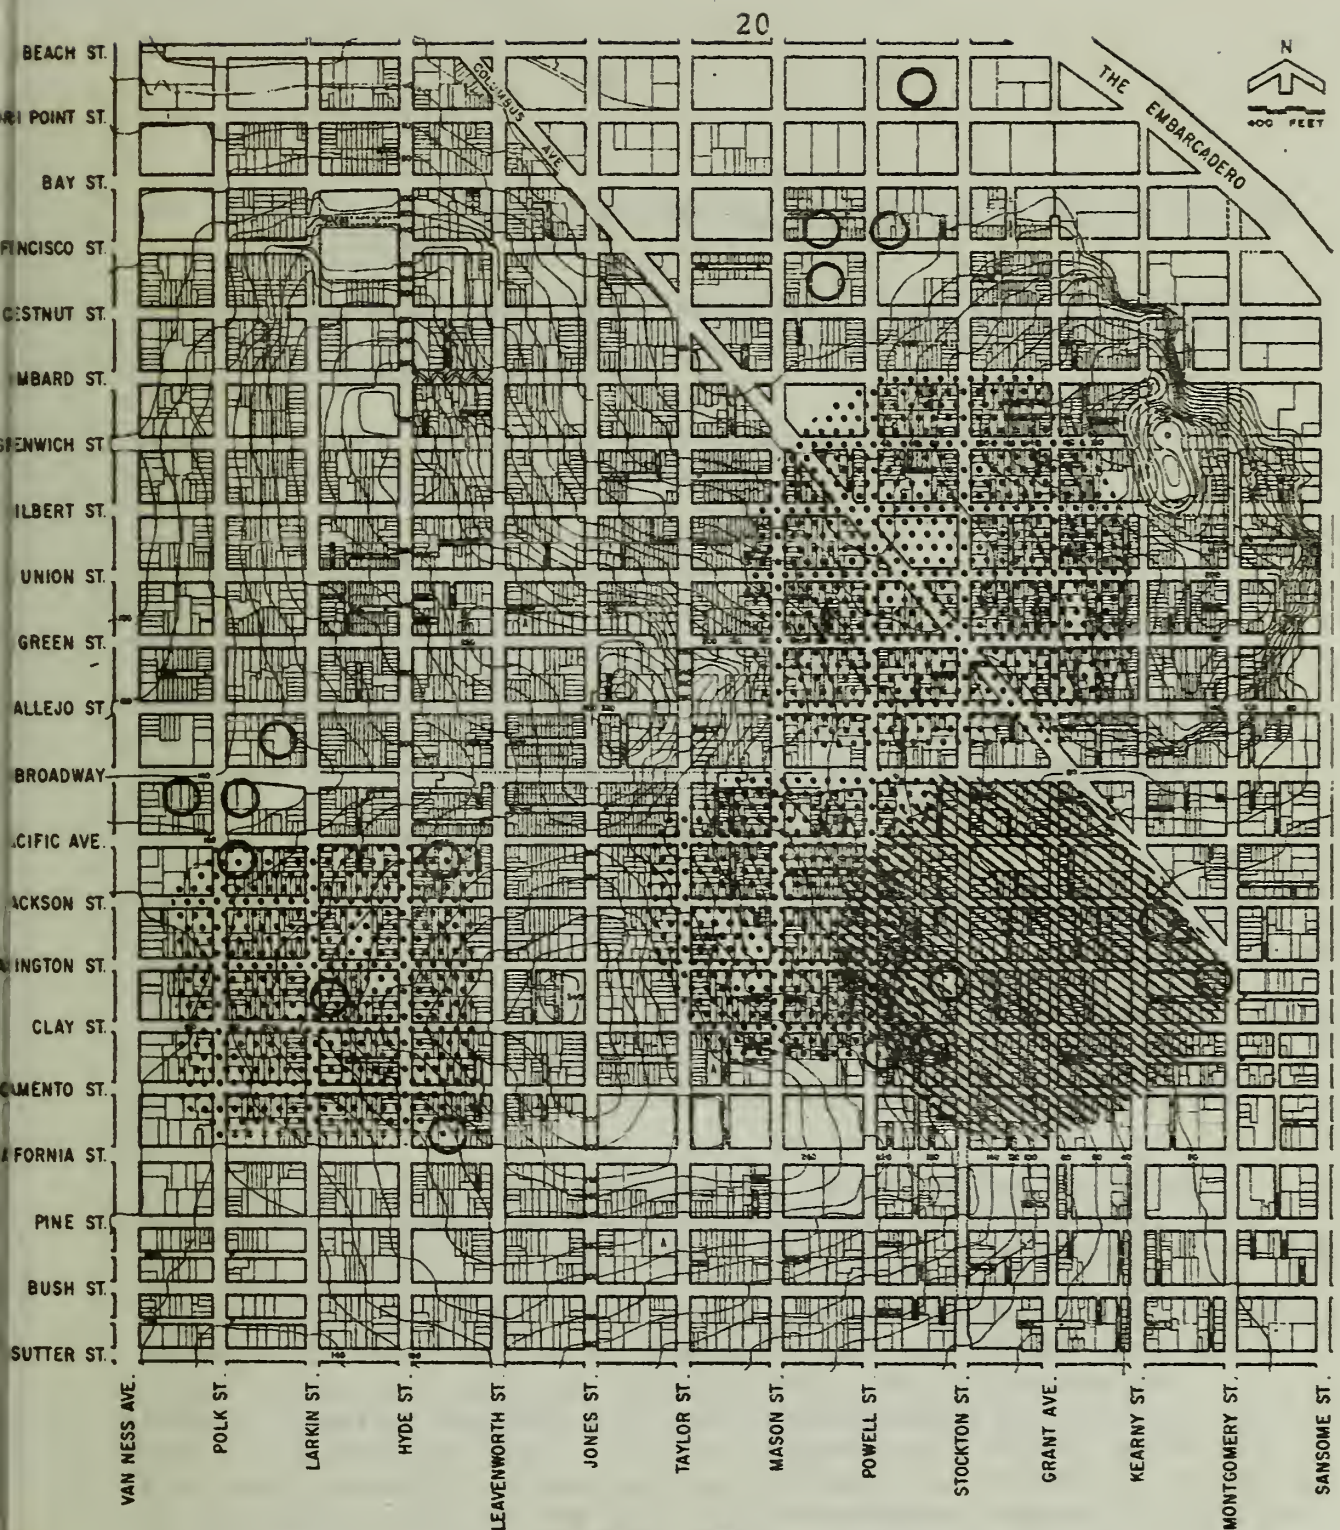 20
N
400 FEET
BEACH ST.
POINT ST.
BAY ST.
CISCO ST.
STNUT ST.
MBARD ST.
ENWICH ST
ILBERT ST.
UNION ST.
GREEN ST.
ALLEJO ST.
BROADWAY
CIFIC AVE.
ACKSON ST.
INGTON ST.
CLAY ST.
AMENTO ST.
FORNIA ST.
PINE ST.
BUSH ST.
SUTTER ST.
COLUMBUS AVE
THE EMBARCADERO
VAN NESS AVE.
POLK ST.
LARKIN ST.
HYDE ST.
LEAVENWORTH ST.
JONES ST.
TAYLOR ST.
MASON ST.
POWELL ST.
STOCKTON ST.
GRANT AVE.
KEARNY ST.
MONTGOMERY ST.
SANSOME ST.